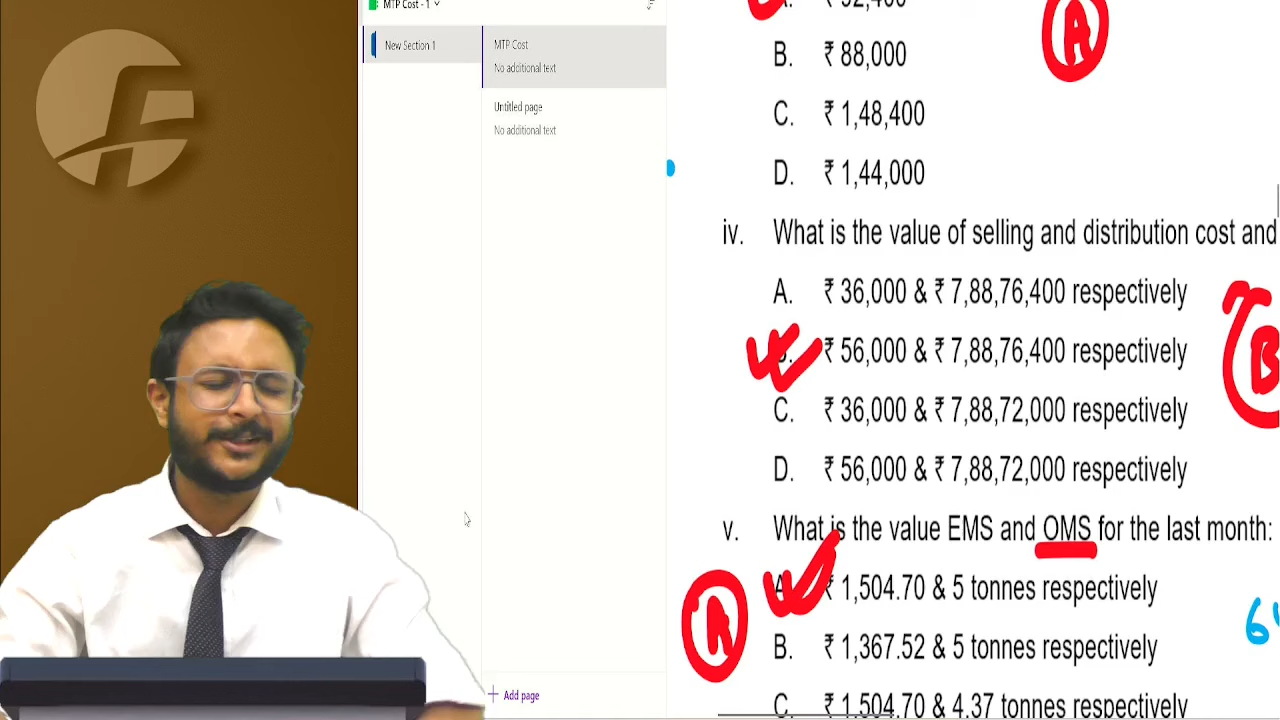 MTP Cost - 1
New Section 1
MTP Cost
No additional text
Untitled page
No additional text
Add page
A
B. ₹ 88,000
C. ₹ 1,48,400
D. ₹ 1,44,000
iv. What is the value of selling and distribution cost and
A. ₹ 36,000 & ₹ 7,88,76,400 respectively
₹ 56,000 & ₹ 7,88,76,400 respectively
B
C. ₹ 36,000 & ₹ 7,88,72,000 respectively
D. ₹ 56,000 & ₹ 7,88,72,000 respectively
v. What is the value EMS and OMS for the last month:
A
A. ₹ 1,504.70 & 5 tonnes respectively
B. ₹ 1,367.52 & 5 tonnes respectively
C. ₹ 1,504.70 & 4.37 tonnes respectively